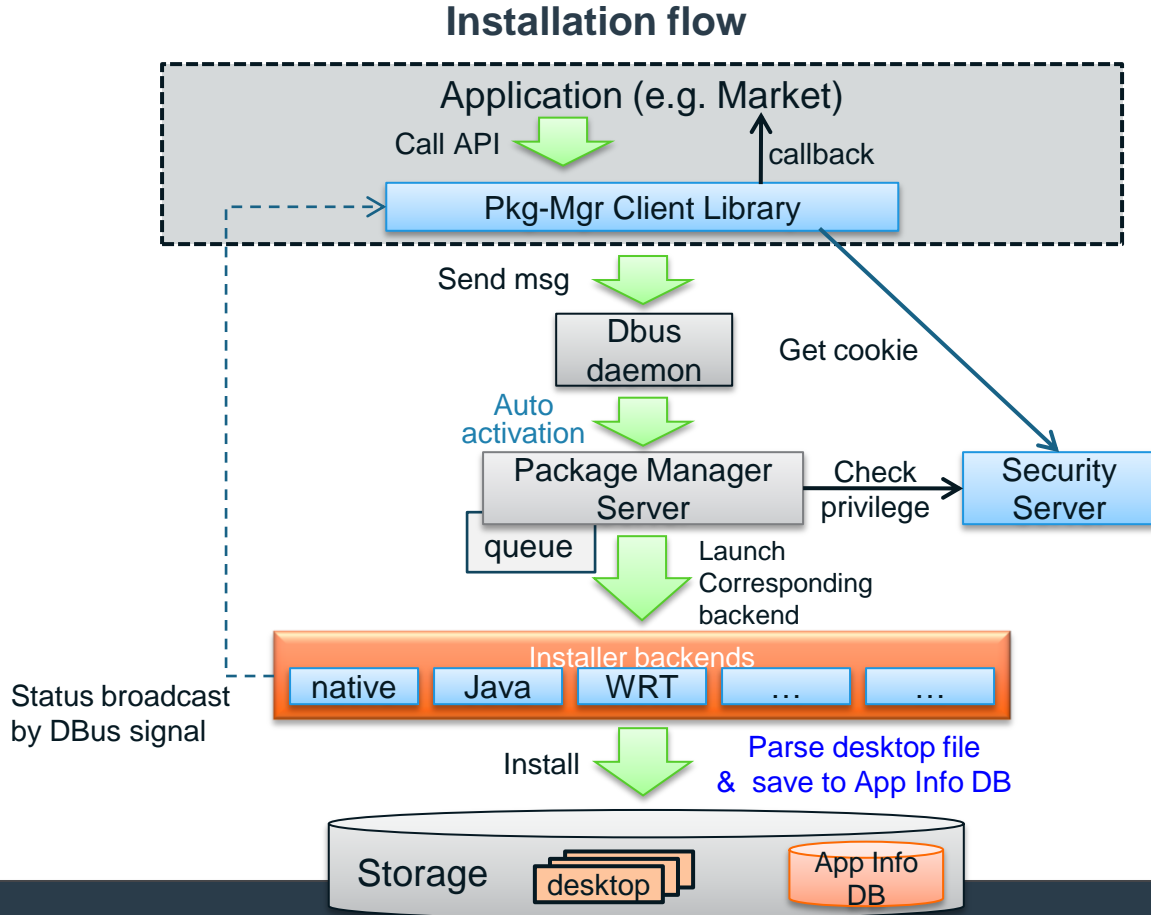 Installation flow
Application (e.g. Market)
Call API
callback
Pkg-Mgr Client Library
Send msg
Dbus
daemon
Get cookie
Auto
activation
Package Manager
Server
Check
privilege
Security
Server
queue
Launch
Corresponding
backend
Installer backends
native
Java
WRT
…
…
Status broadcast
by DBus signal
Install
Parse desktop file
& save to App Info DB
Storage
desktop
App Info
DB